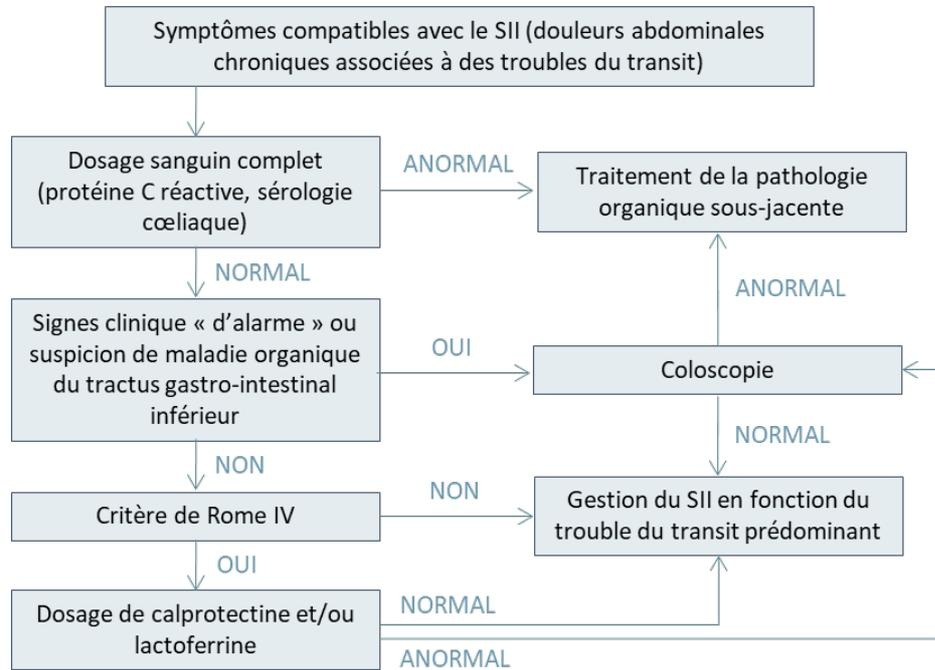 Symptômes compatibles avec le SII (douleurs abdominales
chroniques associées à des troubles du transit)
Dosage sanguin complet
(protéine C réactive, sérologie
cœliaque)
ANORMAL
Traitement de la pathologie
organique sous-jacente
NORMAL
ANORMAL
Signes clinique « d'alarme » ou
suspicion de maladie organique
du tractus gastro-intestinal
inférieur
OUI
Coloscopie
NON
NORMAL
Critère de Rome IV
NON
Gestion du SII en fonction du
trouble du transit prédominant
OUI
Dosage de calprotectine et/ou
lactoferrine
NORMAL
ANORMAL